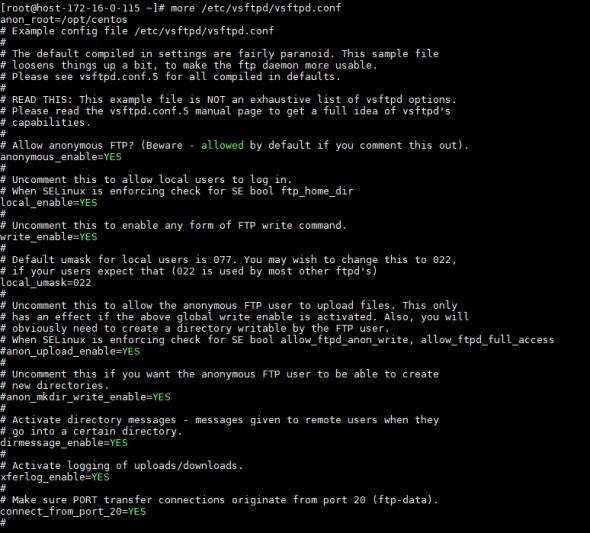 [root@host-172-16-0-115 ~]# more /etc/vsftpd/vsftpd.conf
anon_root=/opt/centos
# Example config file /etc/vsftpd/vsftpd.conf
#
# The default compiled in settings are fairly paranoid. This sample file
# loosens things up a bit, to make the ftp daemon more usable.
# Please see vsftpd.conf.5 for all compiled in defaults.
#
# READ THIS: This example file is NOT an exhaustive list of vsftpd options.
# Please read the vsftpd.conf.5 manual page to get a full idea of vsftpd's
# capabilities.
#
# Allow anonymous FTP? (Beware - allowed by default if you comment this out).
anonymous_enable=YES
#
# Uncomment this to allow local users to log in.
# When SELinux is enforcing check for SE bool ftp_home_dir
local_enable=YES
#
# Uncomment this to enable any form of FTP write command.
write_enable=YES
#
# Default umask for local users is 077. You may wish to change this to 022,
# if your users expect that (022 is used by most other ftpd's)
local_umask=022
#
# Uncomment this to allow the anonymous FTP user to upload files. This only
# has an effect if the above global write enable is activated. Also, you will
# obviously need to create a directory writable by the FTP user.
# When SELinux is enforcing check for SE bool allow_ftpd_anon_write, allow_ftpd_full_access
#anon_upload_enable=YES
#
# Uncomment this if you want the anonymous FTP user to be able to create
# new directories.
#anon_mkdir_write_enable=YES
#
# Activate directory messages - messages given to remote users when they
# go into a certain directory.
dirmessage_enable=YES
#
# Activate logging of uploads/downloads.
xferlog_enable=YES
#
# Make sure PORT transfer connections originate from port 20 (ftp-data).
connect_from_port_20=YES
#